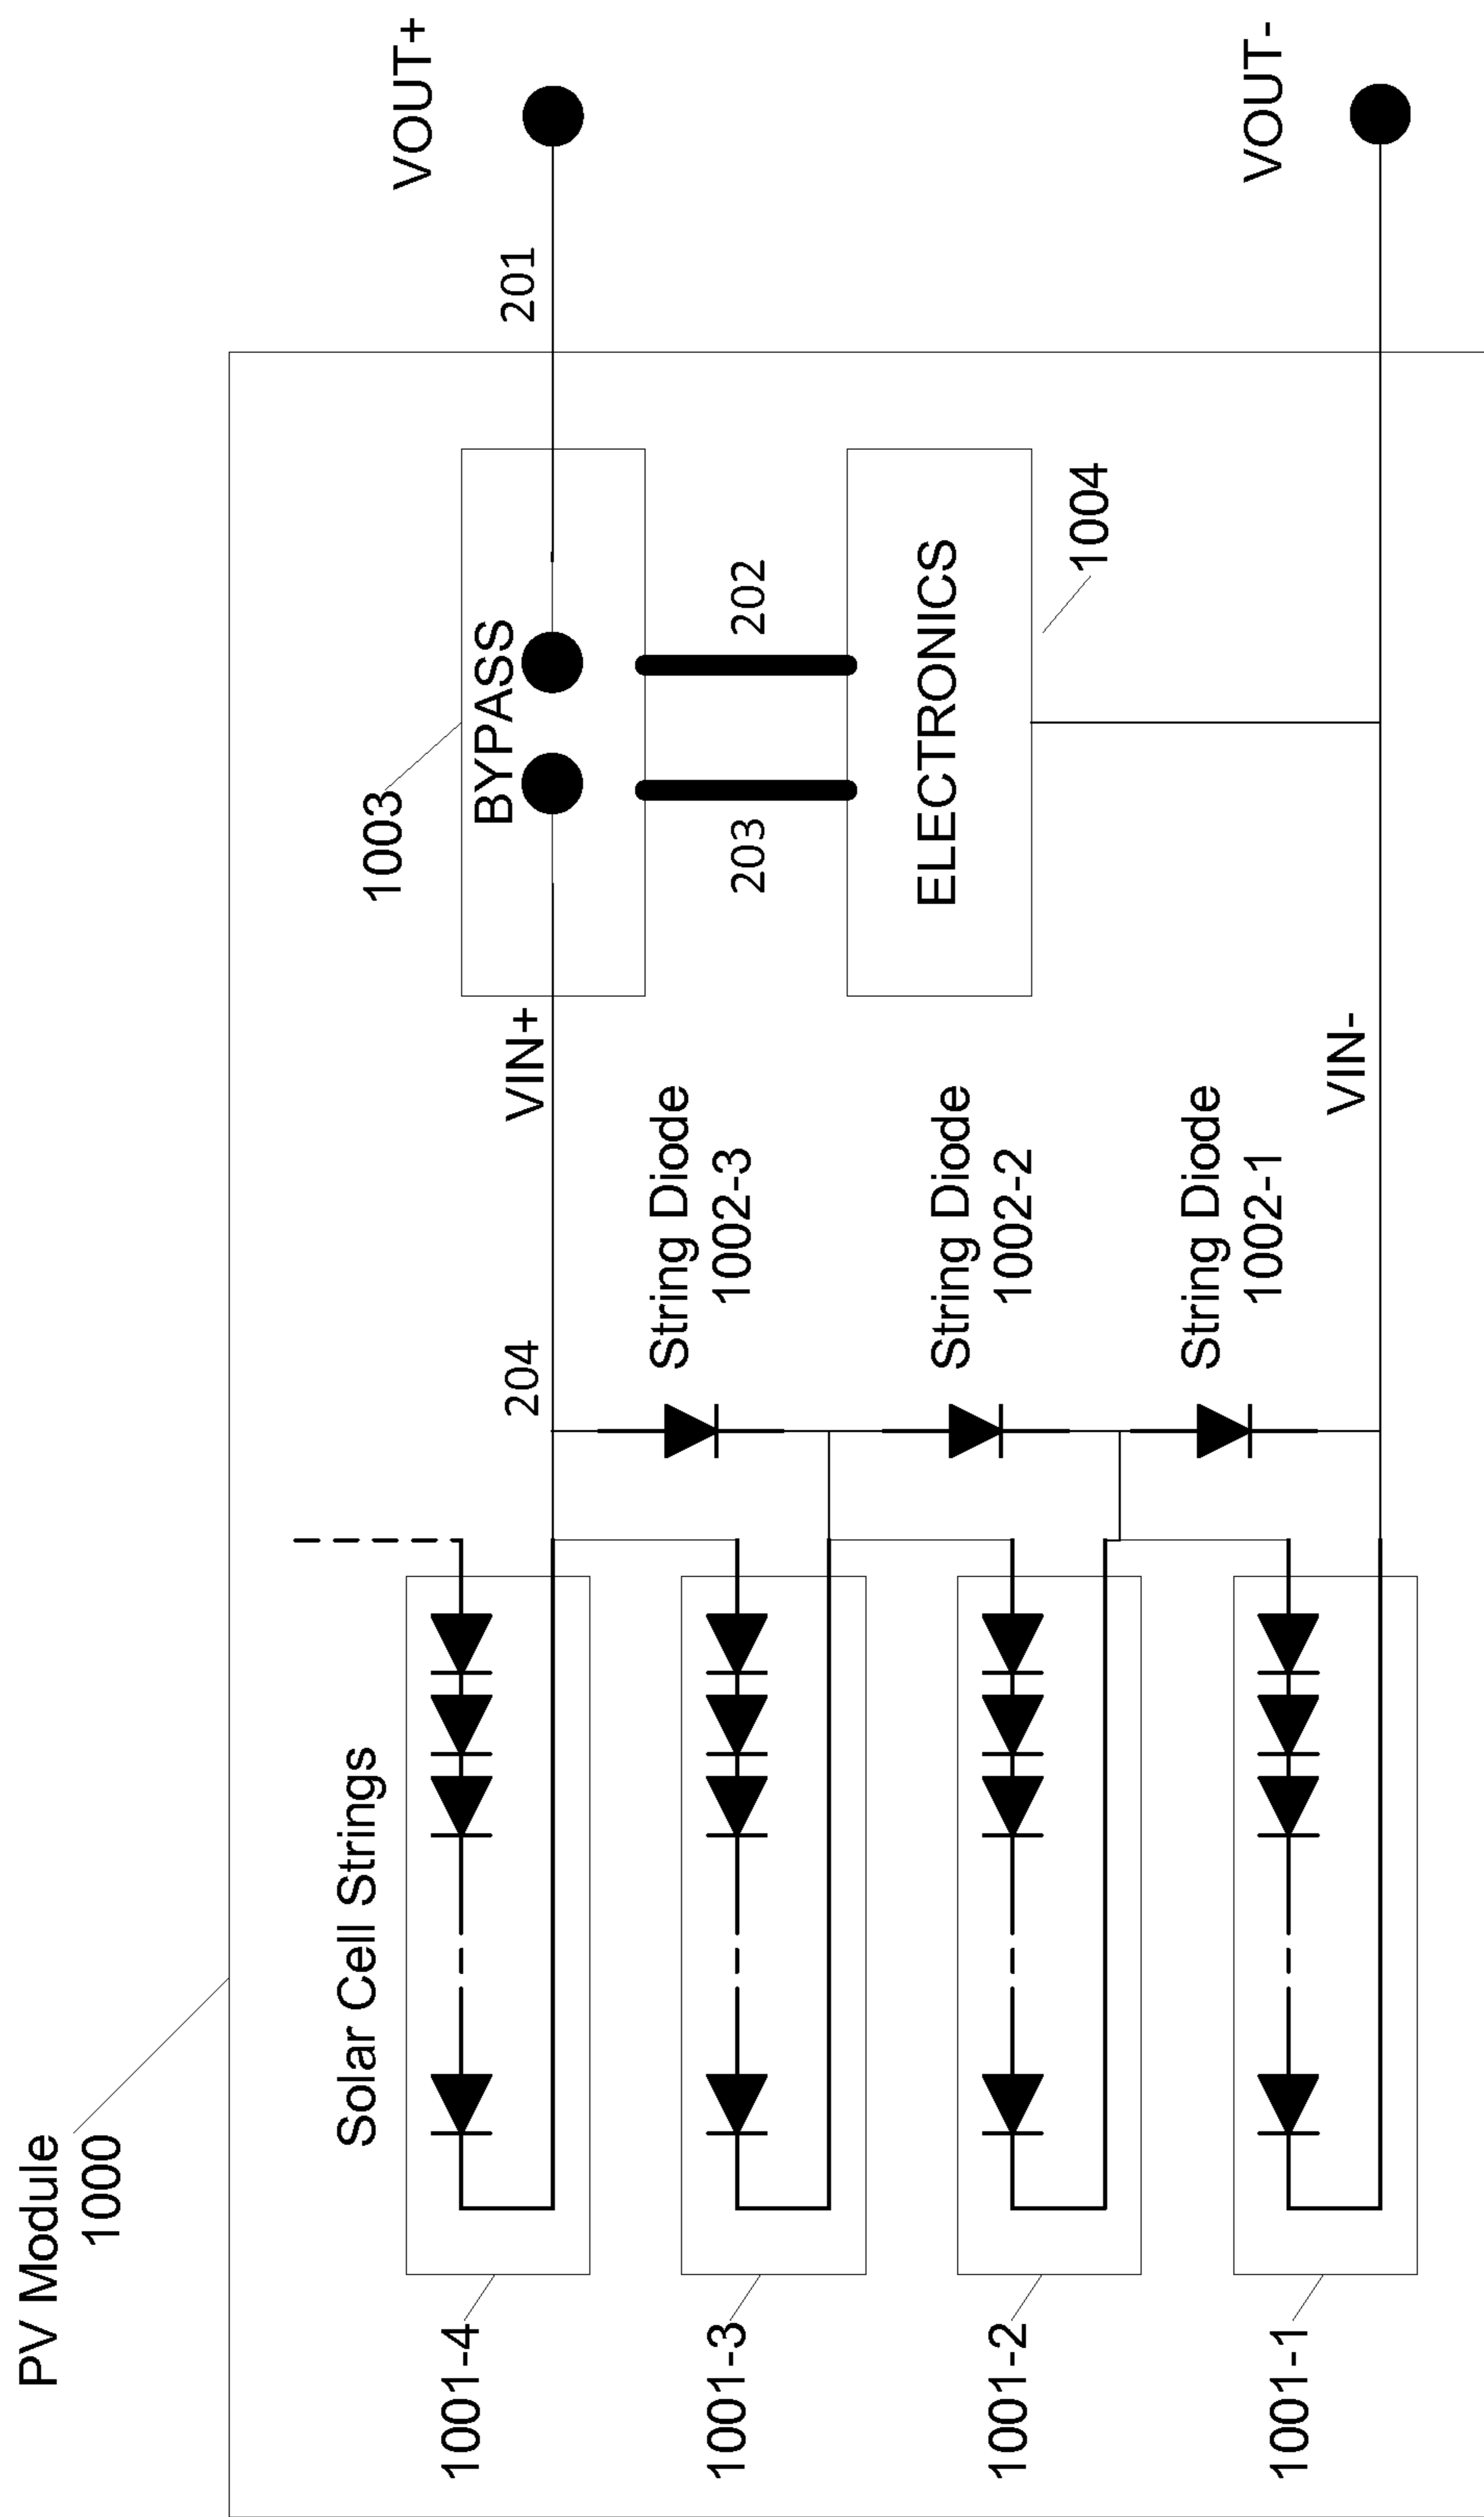 PV Module
1000
Solar Cell Strings
1001-4
1001-3
1001-2
1001-1
204
String Diode
1002-3
String Diode
1002-2
String Diode
1002-1
VIN+
VIN-
1003
BYPASS
203
202
ELECTRONICS
1004
201
VOUT+
VOUT-